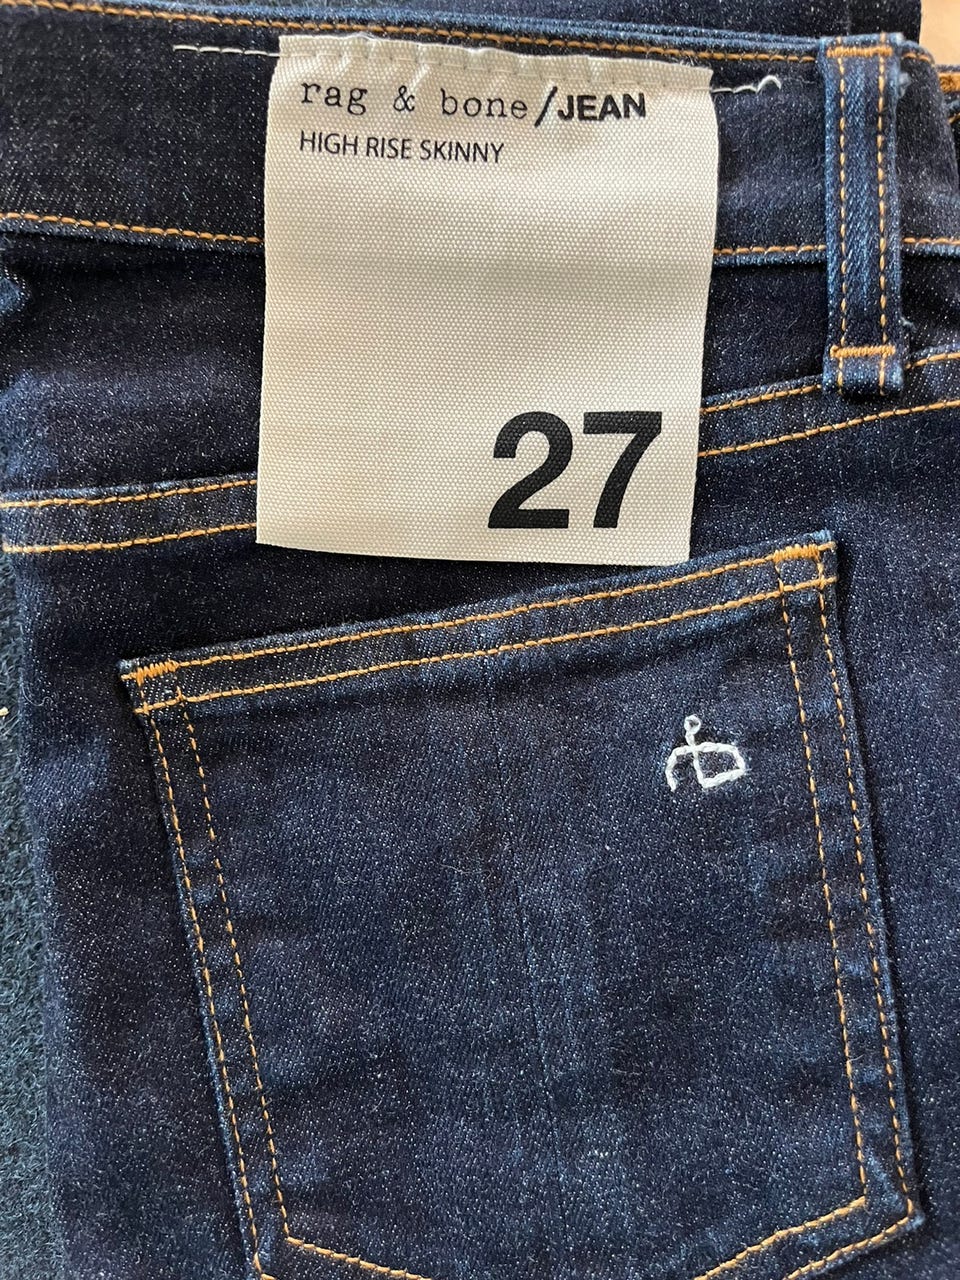 rag & bone/JEAN
HIGH RISE SKINNY
27